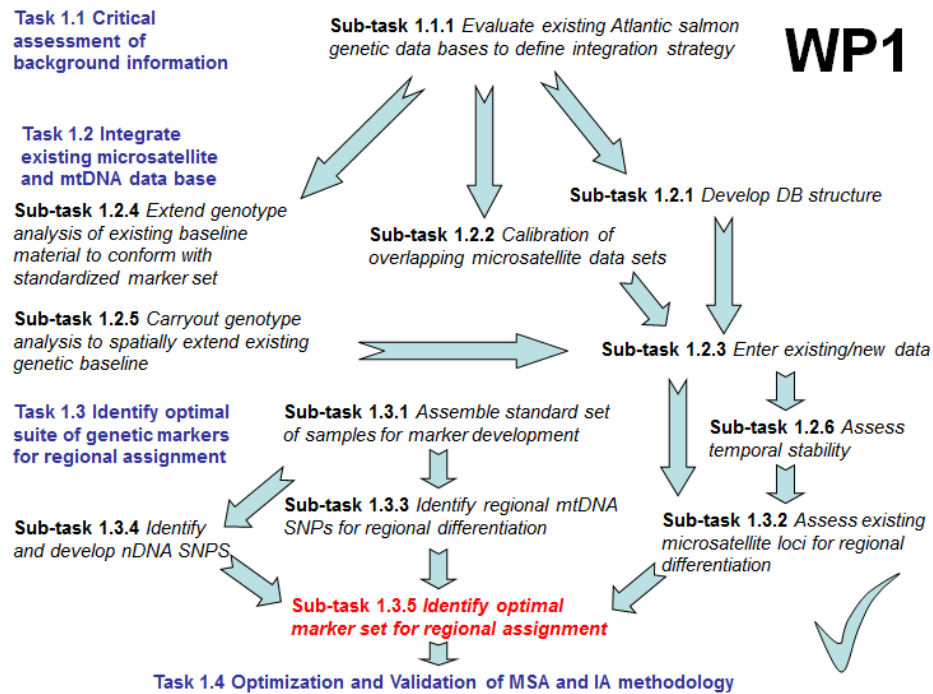 Task 1.1 Critical
assessment of
background information
Sub-task 1.1.1 Evaluate existing Atlantic salmon
genetic data bases to define integration strategy
WP1
Task 1.2 Integrate
existing microsatellite
and mtDNA data base
Sub-task 1.2.4 Extend genotype
analysis of existing baseline
material to conform with
standardized marker set
Sub-task 1.2.2 Calibration of
overlapping microsatellite data sets
Sub-task 1.2.1 Develop DB structure
Sub-task 1.2.5 Carryout genotype
analysis to spatially extend existing
genetic baseline
Sub-task 1.2.3 Enter existing/new data
Task 1.3 Identify optimal
suite of genetic markers
for regional assignment
Sub-task 1.3.1 Assemble standard set
of samples for marker development
Sub-task 1.2.6 Assess
temporal stability
Sub-task 1.3.4 Identify
and develop nDNA SNPS
Sub-task 1.3.3 Identify regional mtDNA
SNPs for regional differentiation
Sub-task 1.3.2 Assess existing
microsatellite loci for regional
differentiation
Sub-task 1.3.5 Identify optimal
marker set for regional assignment
Task 1.4 Optimization and Validation of MSA and IA methodology